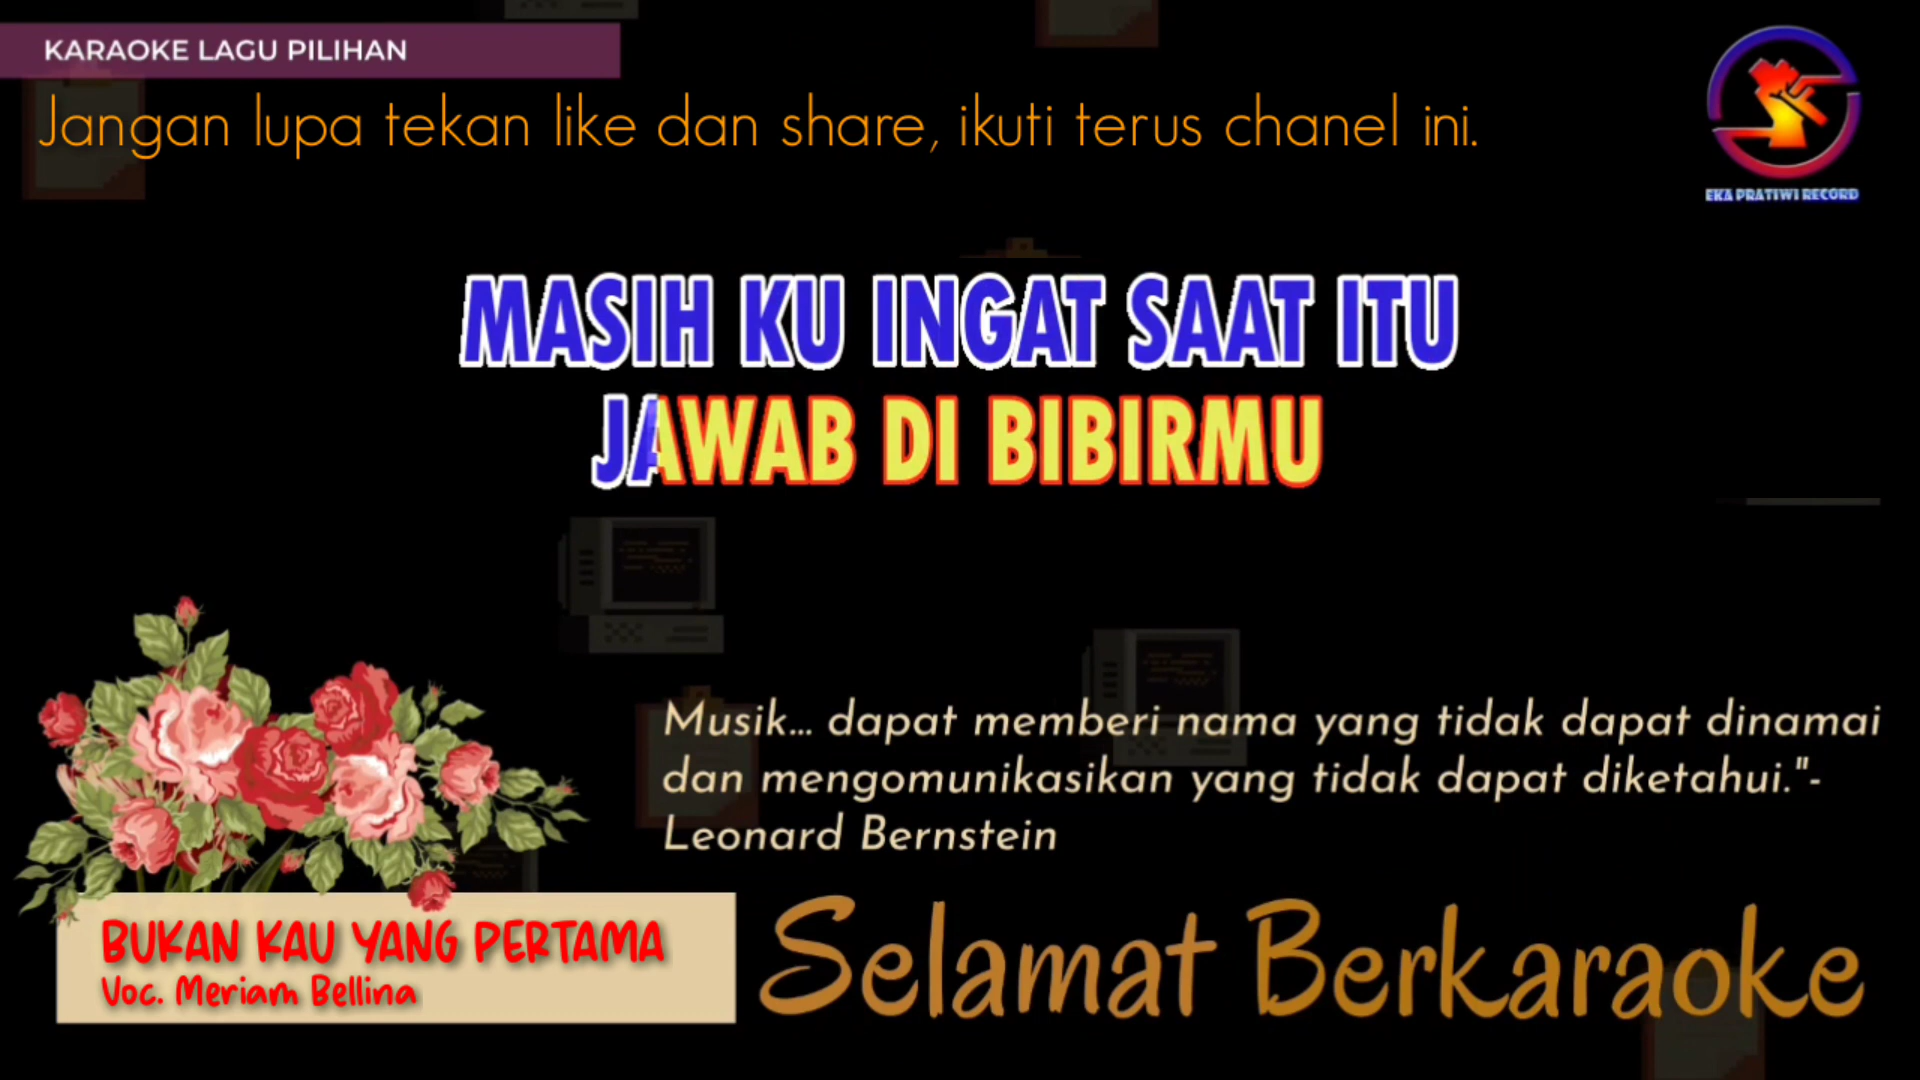 KARAOKE LAGU PILIHAN
Jangan lupa tekan like dan share, ikuti terus chanel ini.
EKA PRATIWI RECORD
MASIH KU INGAT SAAT ITU
JAWAB DI BIBIRMU
Musik... dapat memberi nama yang tidak dapat dinamai
dan mengomunikasikan yang tidak dapat diketahui."-
Leonard Bernstein
BUKAN KAU YANG PERTAMA
Voc. Meriam Bellina
Selamat Berkaraoke